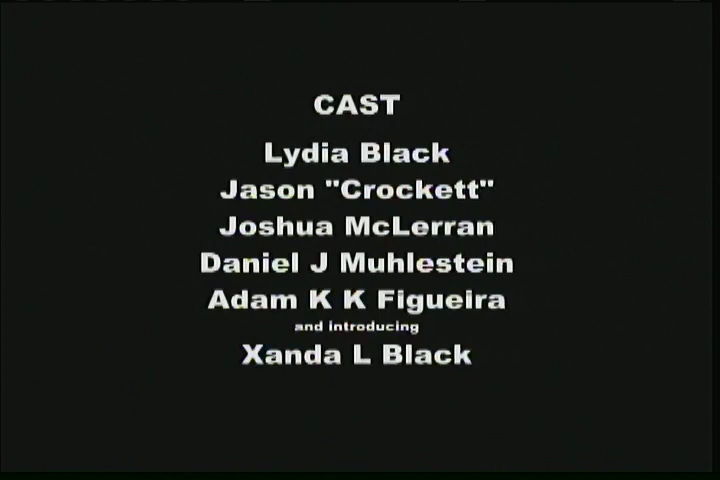 CAST
Lydia Black
Jason "Crockett"
Joshua McLerran
Daniel J Muhlestein
Adam K K Figueira
and introducing
Xanda L Black